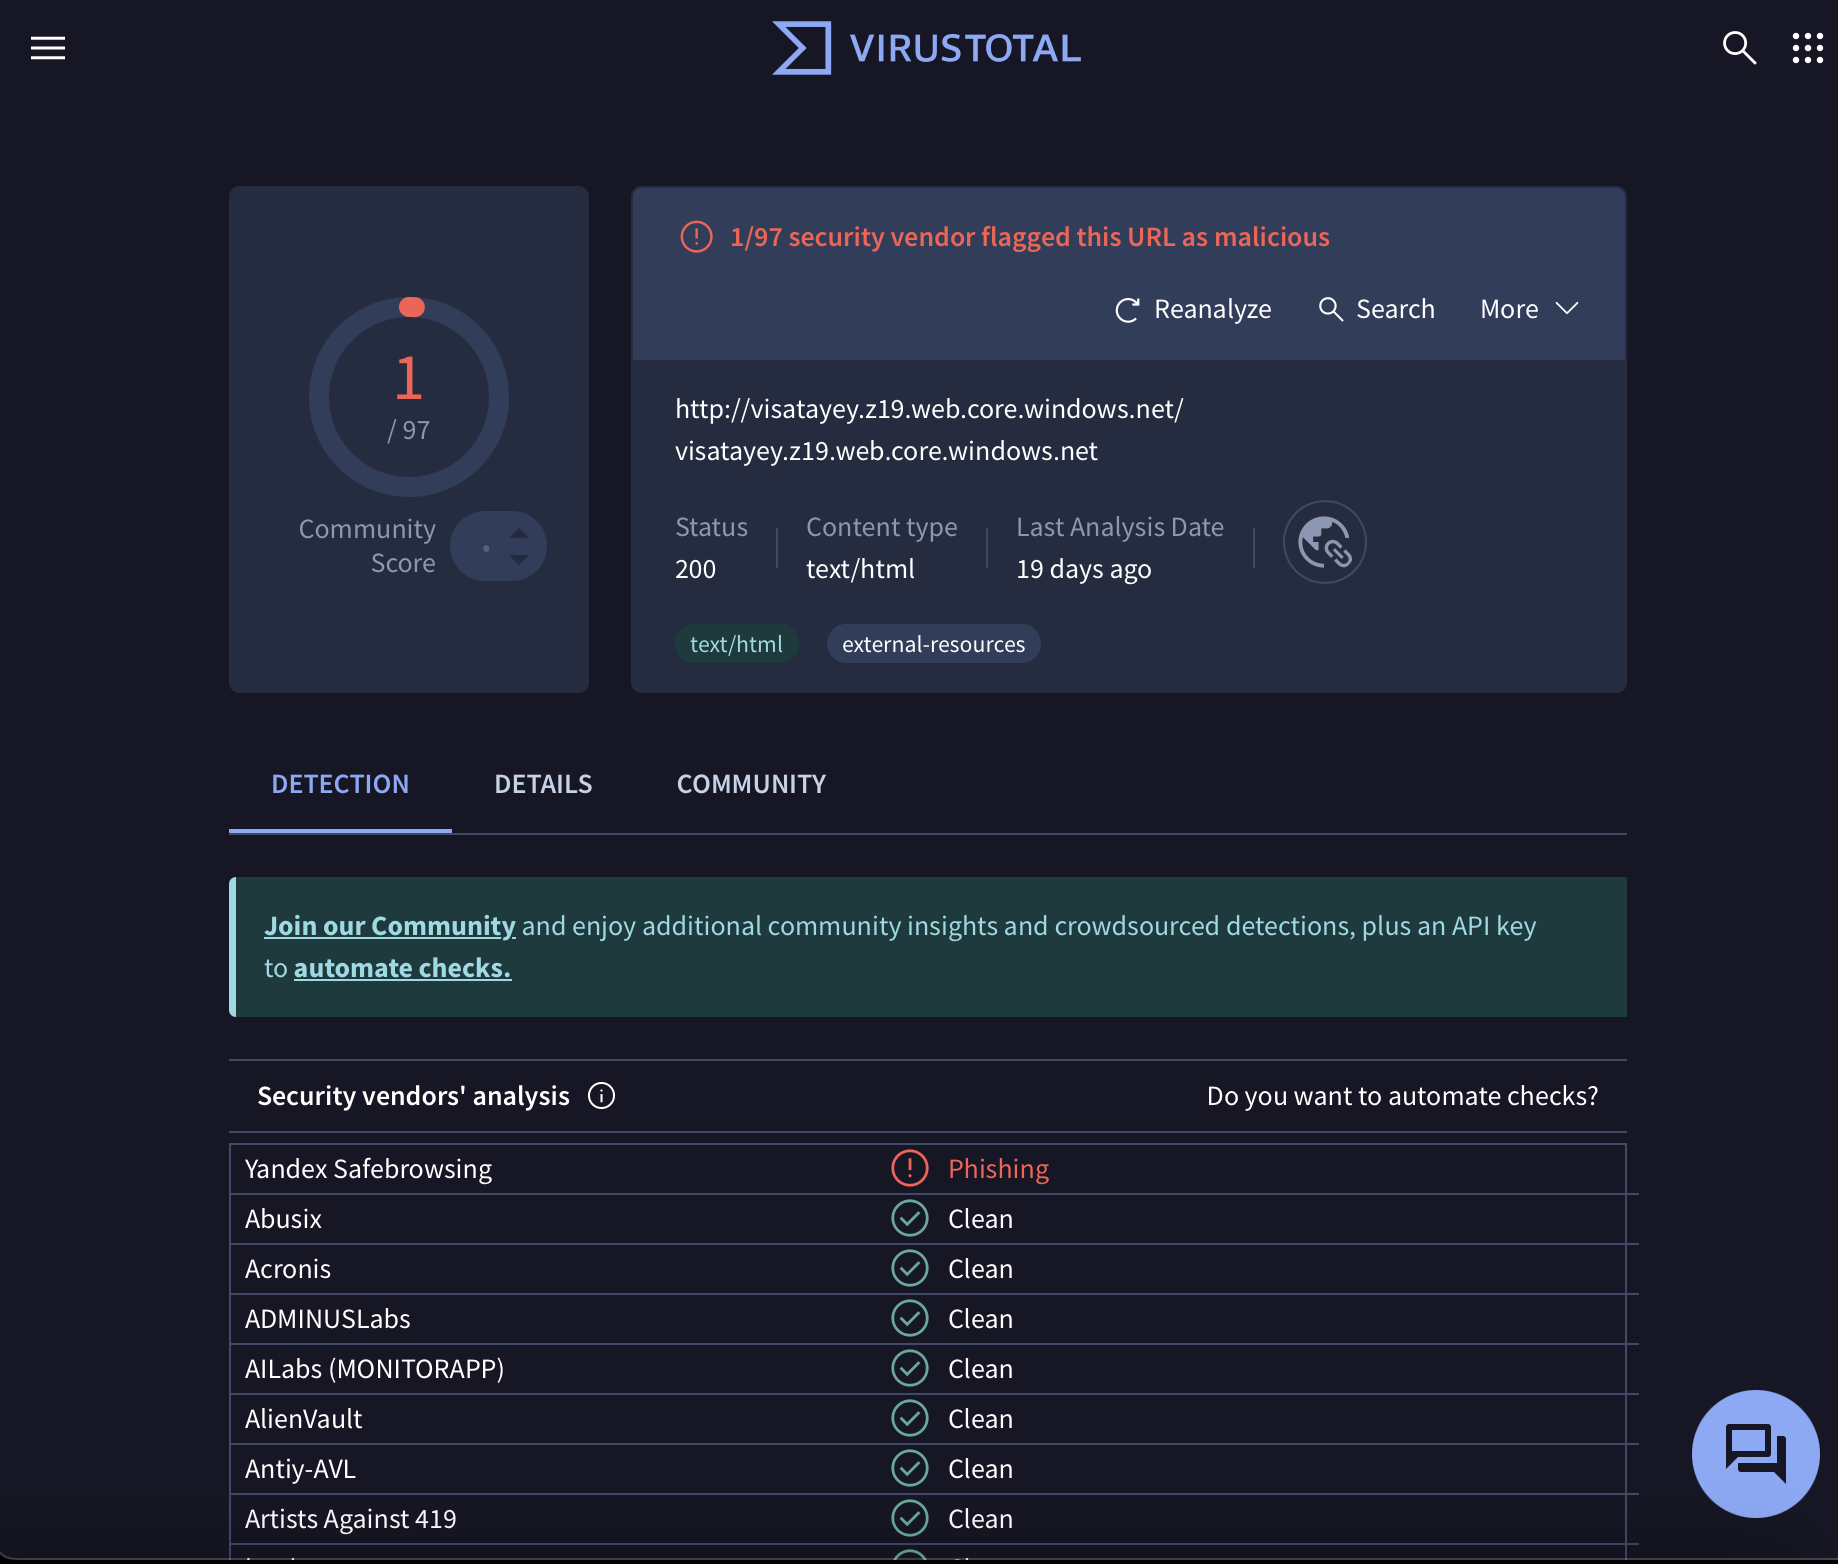 VIRUSTOTAL
1/97 security vendor flagged this URL as malicious
Reanalyze Search More
1
/ 97
Community
Score
http://visatayey.z19.web.core.windows.net/
visatayey.z19.web.core.windows.net
Status Content type Last Analysis Date
200 text/html 19 days ago
text/html external-resources
DETECTION DETAILS COMMUNITY
Join our Community and enjoy additional community insights and crowdsourced detections, plus an API key
to automate checks.
Security vendors' analysis Do you want to automate checks?
Yandex Safebrowsing Phishing
Abusix Clean
Acronis Clean
ADMINUSLabs Clean
AILabs (MONITORAPP) Clean
AlienVault Clean
Antiy-AVL Clean
Artists Against 419 Clean